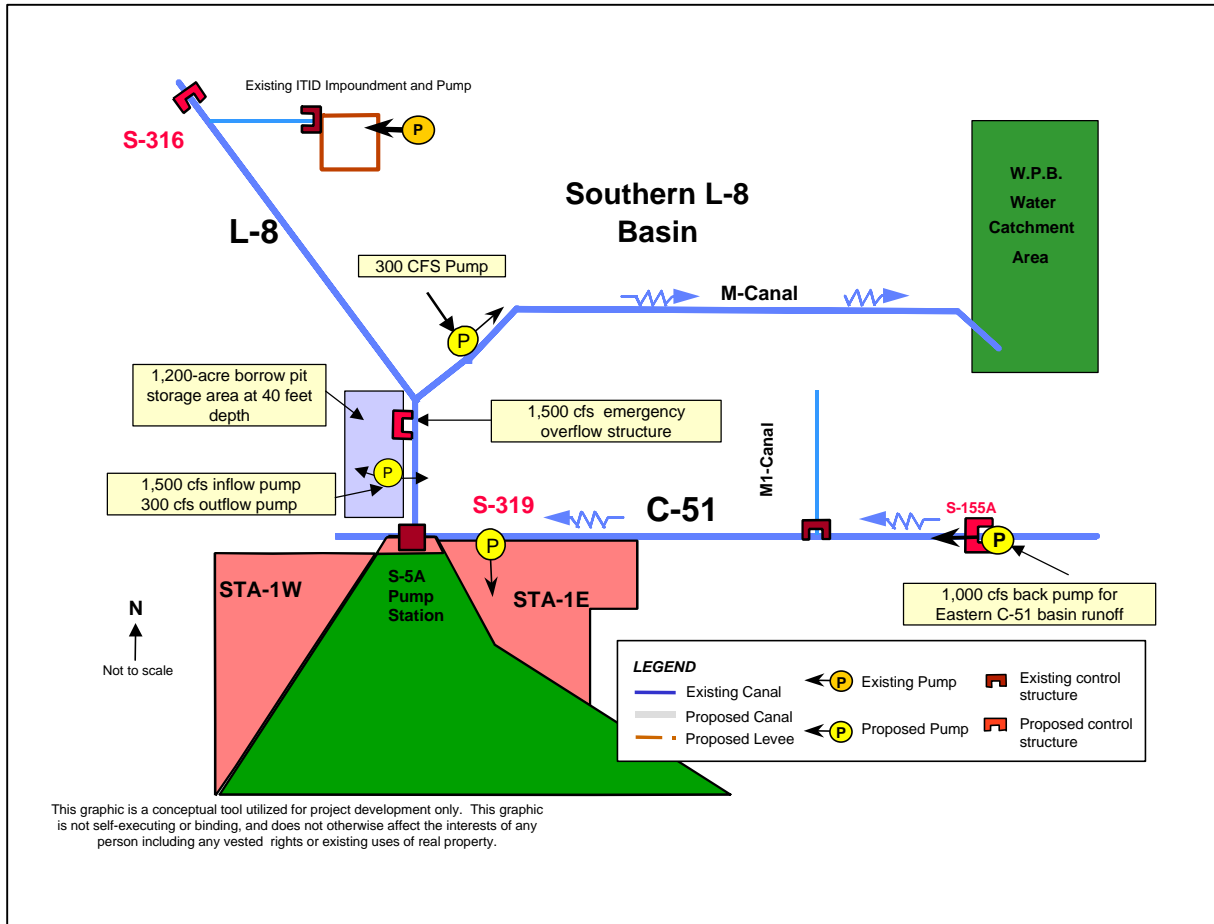 Existing ITID Impoundment and Pump
P
S-316
W.P.B.
Water
Catchment
Area
Southern L-8
Basin
L-8
300 CFS Pump
M-Canal
P
1,200-acre borrow pit
storage area at 40 feet
depth
1,500 cfs emergency
overflow structure
M1-Canal
P
1,500 cfs inflow pump
300 cfs outflow pump
S-319
C-51
S-155A
P
P
STA-1W
S-5A
Pump
Station
STA-1E
1,000 cfs back pump for
Eastern C-51 basin runoff
N
Not to scale
LEGEND
Existing Canal
Proposed Canal
Proposed Levee
P
Existing Pump
P
Proposed Pump
Existing control
structure
Proposed control
structure
This graphic is a conceptual tool utilized for project development only. This graphic
is not self-executing or binding, and does not otherwise affect the interests of any
person including any vested rights or existing uses of real property.